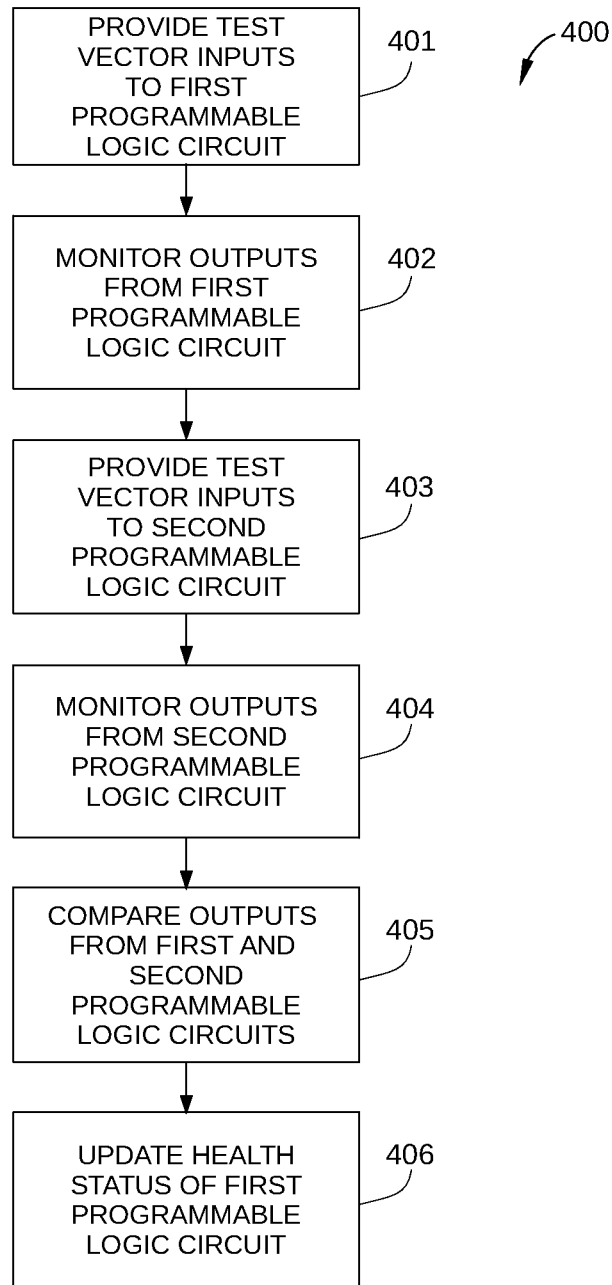 PROVIDE TEST
VECTOR INPUTS
TO FIRST
PROGRAMMABLE
LOGIC CIRCUIT
401
400
MONITOR OUTPUTS
FROM FIRST
PROGRAMMABLE
LOGIC CIRCUIT
402
PROVIDE TEST
VECTOR INPUTS
TO SECOND
PROGRAMMABLE
LOGIC CIRCUIT
403
MONITOR OUTPUTS
FROM SECOND
PROGRAMMABLE
LOGIC CIRCUIT
404
COMPARE OUTPUTS
FROM FIRST AND
SECOND
PROGRAMMABLE
LOGIC CIRCUITS
405
UPDATE HEALTH
STATUS OF FIRST
PROGRAMMABLE
LOGIC CIRCUIT
406